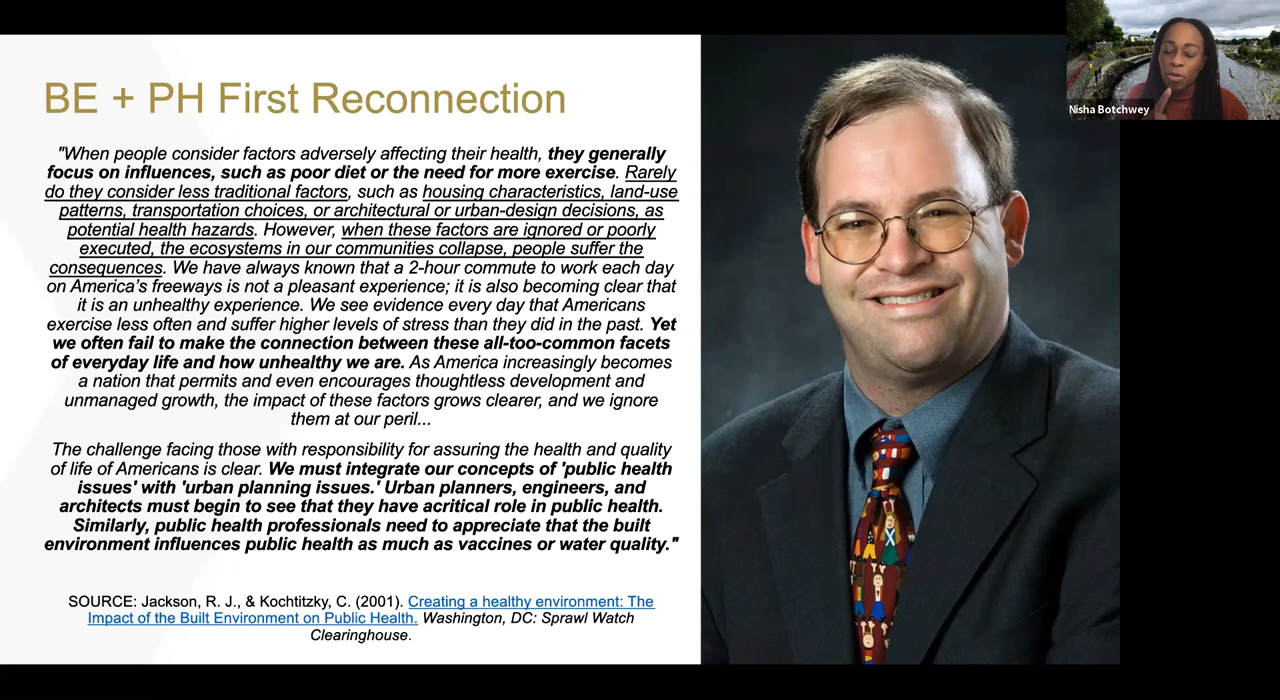 BE + PH First Reconnection
"When people consider factors adversely affecting their health, they generally
focus on influences, such as poor diet or the need for more exercise. Rarely
do they consider less traditional factors, such as housing characteristics, land-use
patterns, transportation choices, or architectural or urban-design decisions, as
potential health hazards. However, when these factors are ignored or poorly
executed, the ecosystems in our communities collapse, people suffer the
consequences. We have always known that a 2-hour commute to work each day
on America's freeways is not a pleasant experience; it is also becoming clear that
it is an unhealthy experience. We see evidence every day that Americans
exercise less often and suffer higher levels of stress than they did in the past. Yet
we often fail to make the connection between these all-too-common facets
of everyday life and how unhealthy we are. As America increasingly becomes
a nation that permits and even encourages thoughtless development and
unmanaged growth, the impact of these factors grows clearer, and we ignore
them at our peril...
The challenge facing those with responsibility for assuring the health and quality
of life of Americans is clear. We must integrate our concepts of 'public health
issues' with 'urban planning issues.' Urban planners, engineers, and
architects must begin to see that they have acritical role in public health.
Similarly, public health professionals need to appreciate that the built
environment influences public health as much as vaccines or water quality."
SOURCE: Jackson, R. J., & Kochtitzky, C. (2001). Creating a healthy environment: The
Impact of the Built Environment on Public Health. Washington, DC: Sprawl Watch
Clearinghouse.
Nisha Botchwey